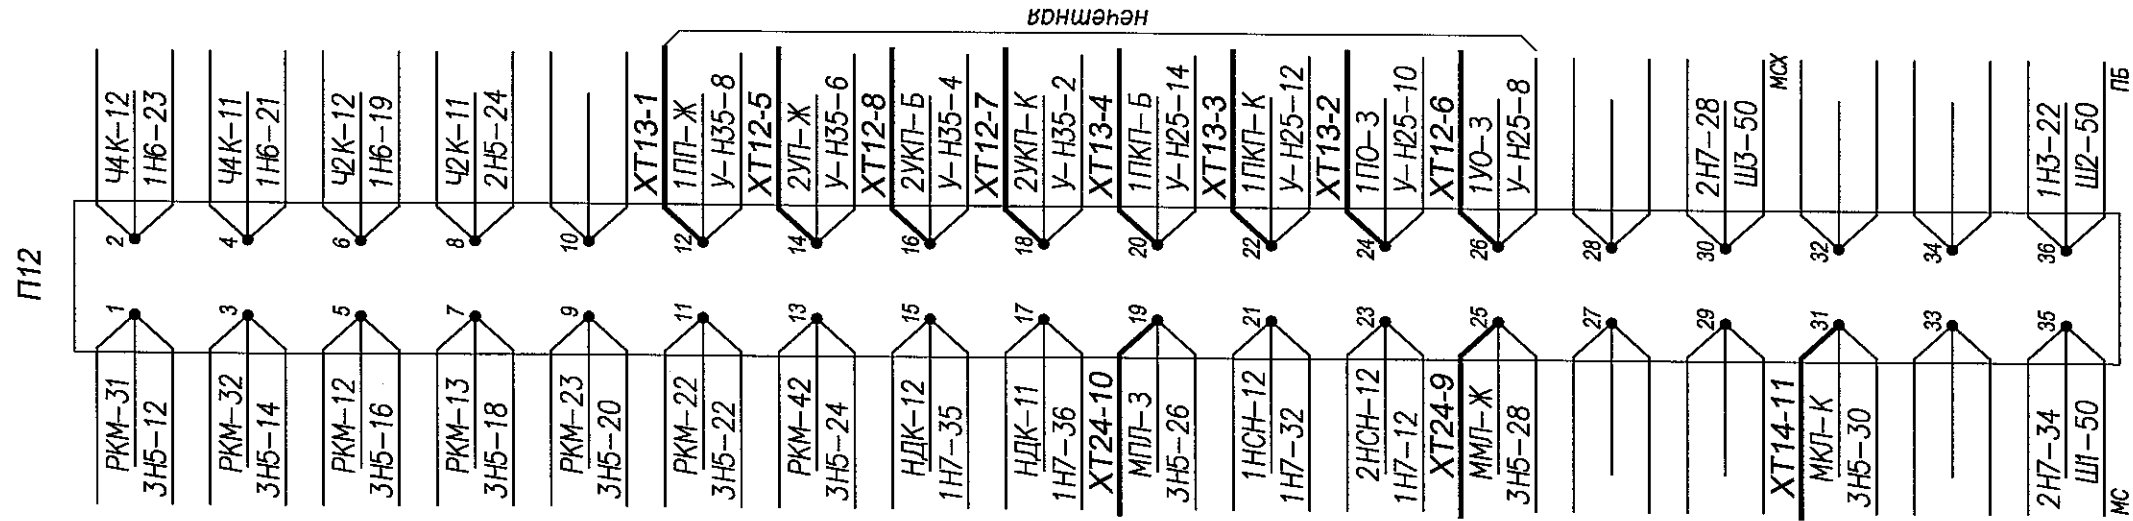 П12
нечетная
2
Ч4К-12
1Н6-23
4
Ч4К-11
1Н6-21
6
Ч2К-12
1Н6-19
8
Ч2К-11
2Н5-24
10
ХТ13-1
12
1ПП-Ж
У-Н35-8
ХТ12-5
14
2УП-Ж
У-Н35-6
ХТ12-8
16
2УКП-Б
У-Н35-4
ХТ12-7
18
2УКП-К
У-Н35-2
ХТ13-4
20
1ПКП-Б
У-Н25-14
ХТ13-3
22
1ПКП-К
У-Н25-12
ХТ13-2
24
1ПО-З
У-Н25-10
ХТ12-6
26
1УО-З
У-Н25-8
28
30
2Н7-28
Ш3-50
МСХ
32
34
36
1Н3-22
Ш2-50
ПБ
1
РКМ-31
3Н5-12
3
РКМ-32
3Н5-14
5
РКМ-12
3Н5-16
7
РКМ-13
3Н5-18
9
РКМ-23
3Н5-20
11
РКМ-22
3Н5-22
13
РКМ-42
3Н5-24
15
НДК-12
1Н7-35
17
НДК-11
1Н7-36
ХТ24-10
19
МПЛ-З
3Н5-26
21
1НСН-12
1Н7-32
23
2НСН-12
1Н7-12
ХТ24-9
25
ММЛ-Ж
3Н5-28
27
29
ХТ14-11
31
МКЛ-К
3Н5-30
33
35
2Н7-34
Ш1-50
МС